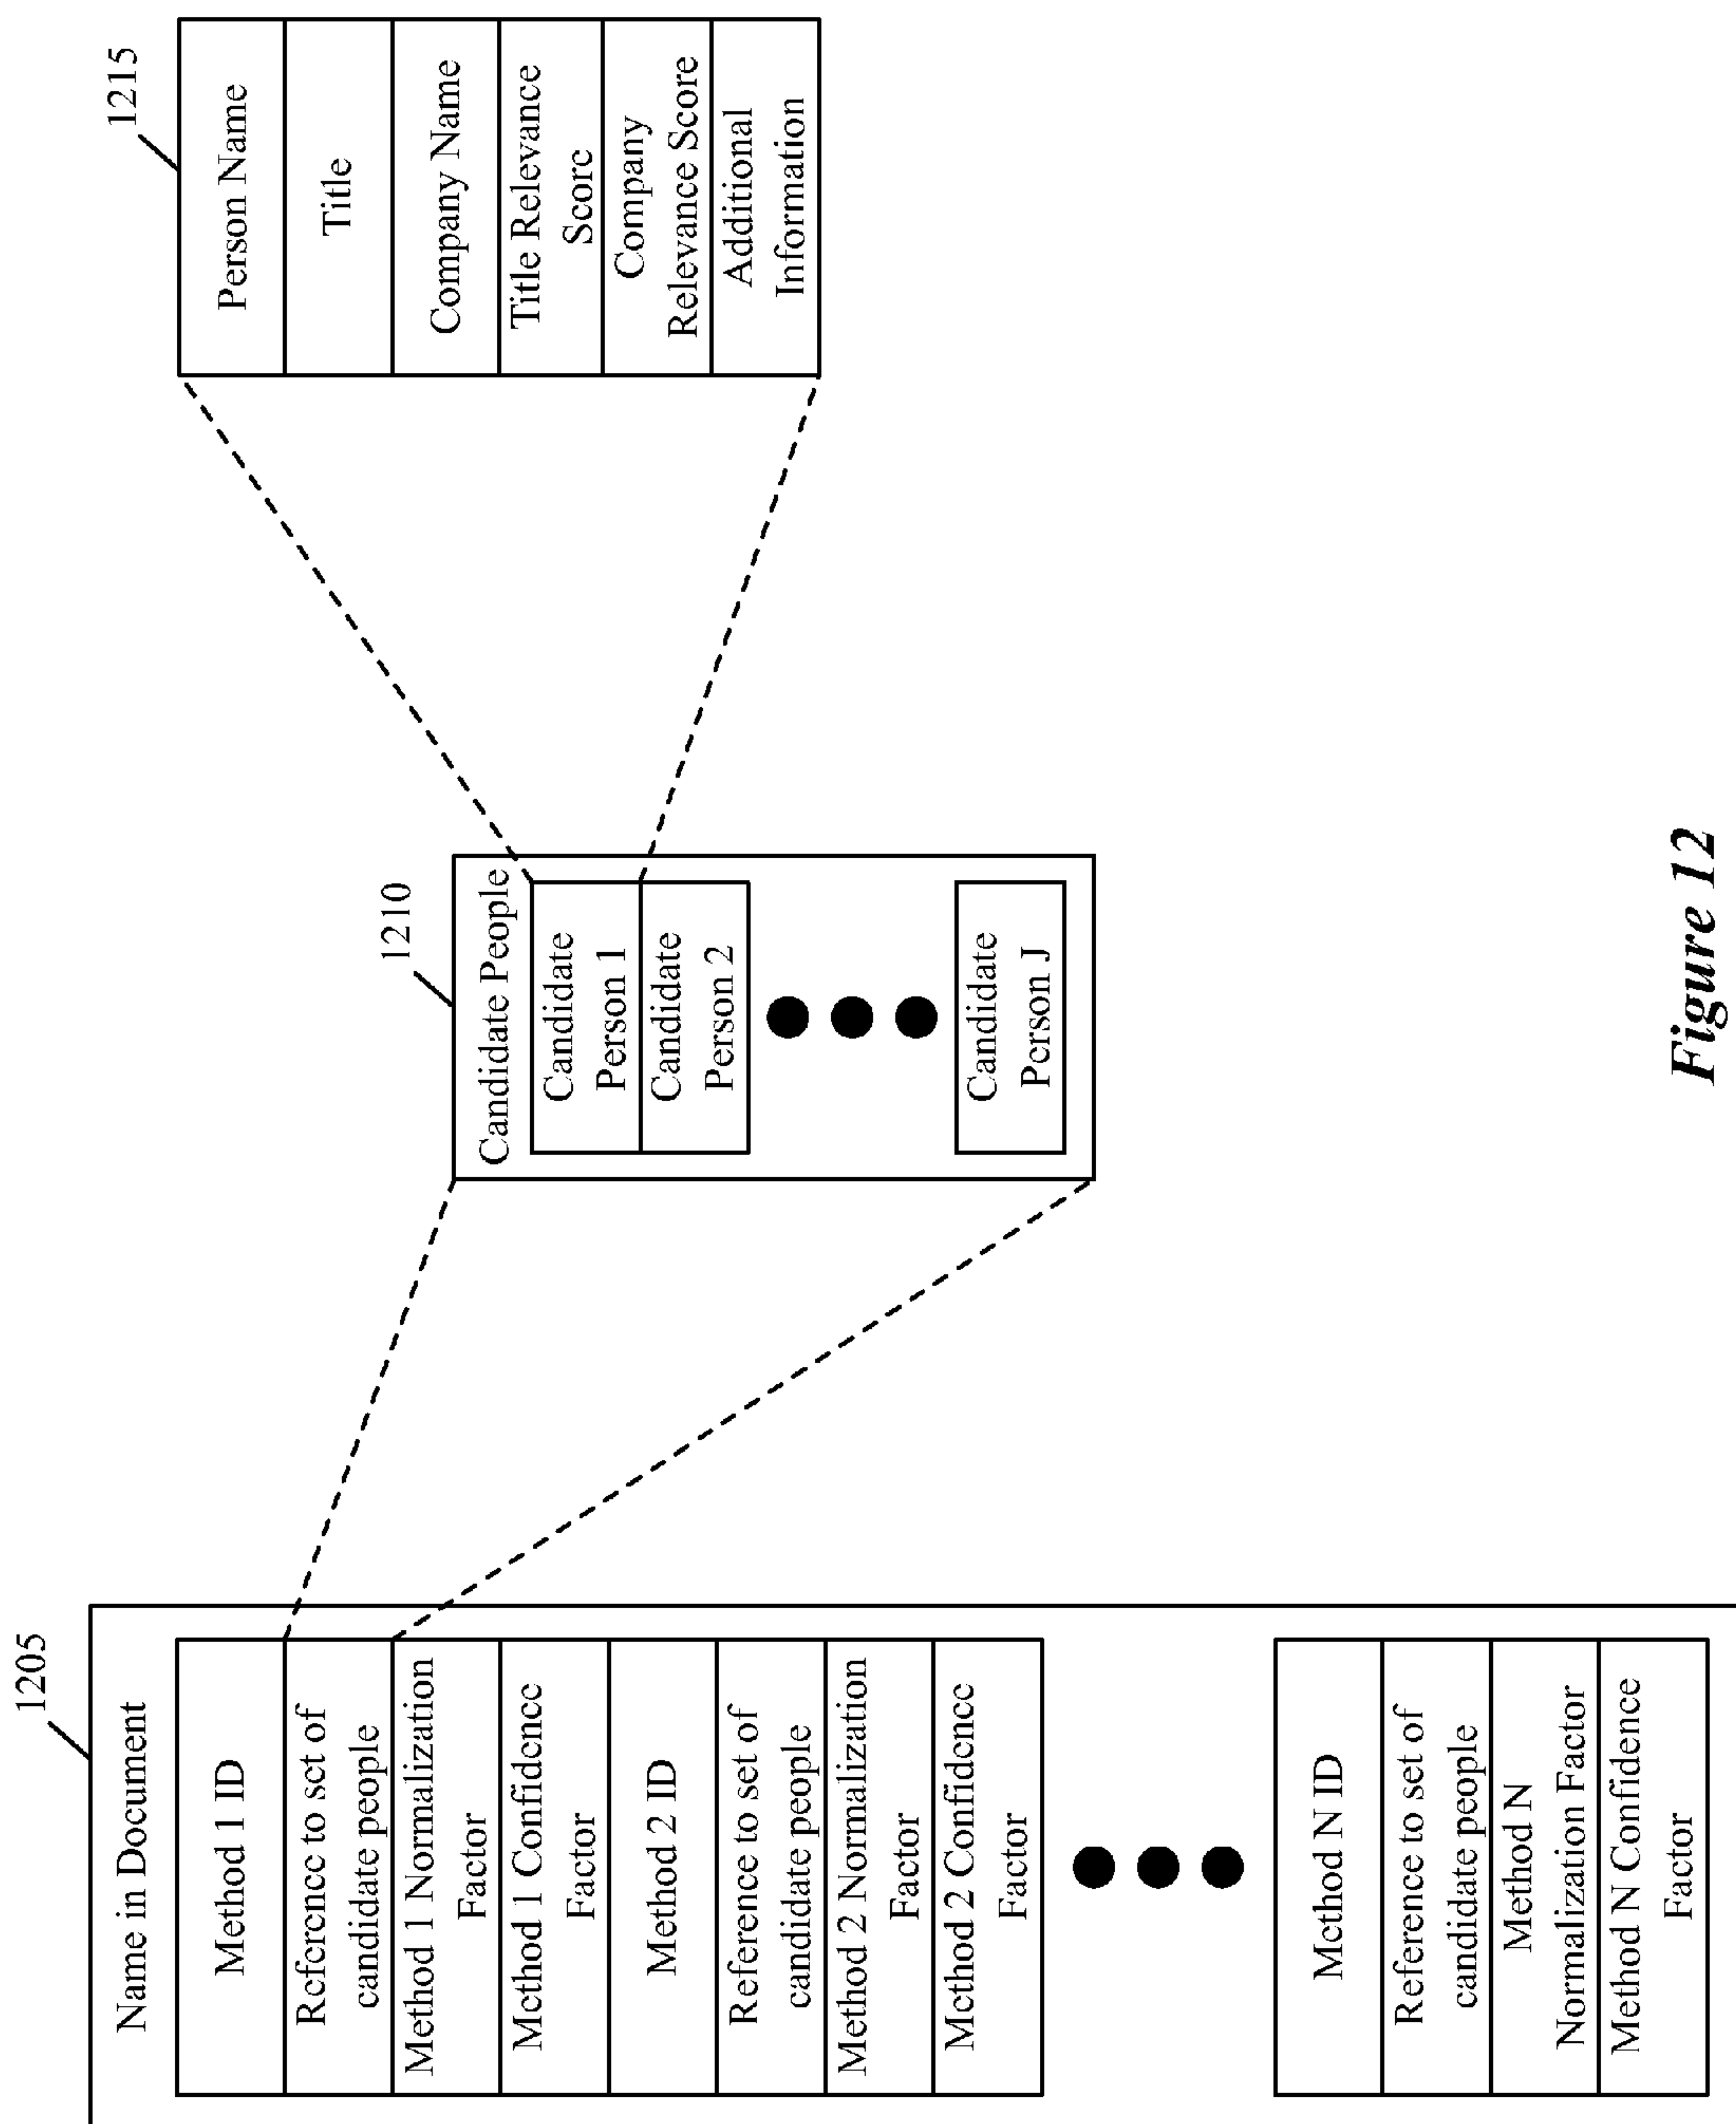 1205
Name in Document
Method 1 ID
Reference to set of
candidate people
Method 1 Normalization
Factor
Method 1 Confidence
Factor
Method 2 ID
Reference to set of
candidate people
Method 2 Normalization
Factor
Method 2 Confidence
Factor
Method N ID
Reference to set of
candidate people
Method N
Normalization Factor
Method N Confidence
Factor
1210
Candidate People
Candidate
Person 1
Candidate
Person 2
Candidate
Person J
1215
Person Name
Title
Company Name
Title Relevance
Score
Company
Relevance Score
Additional
Information
Figure 12